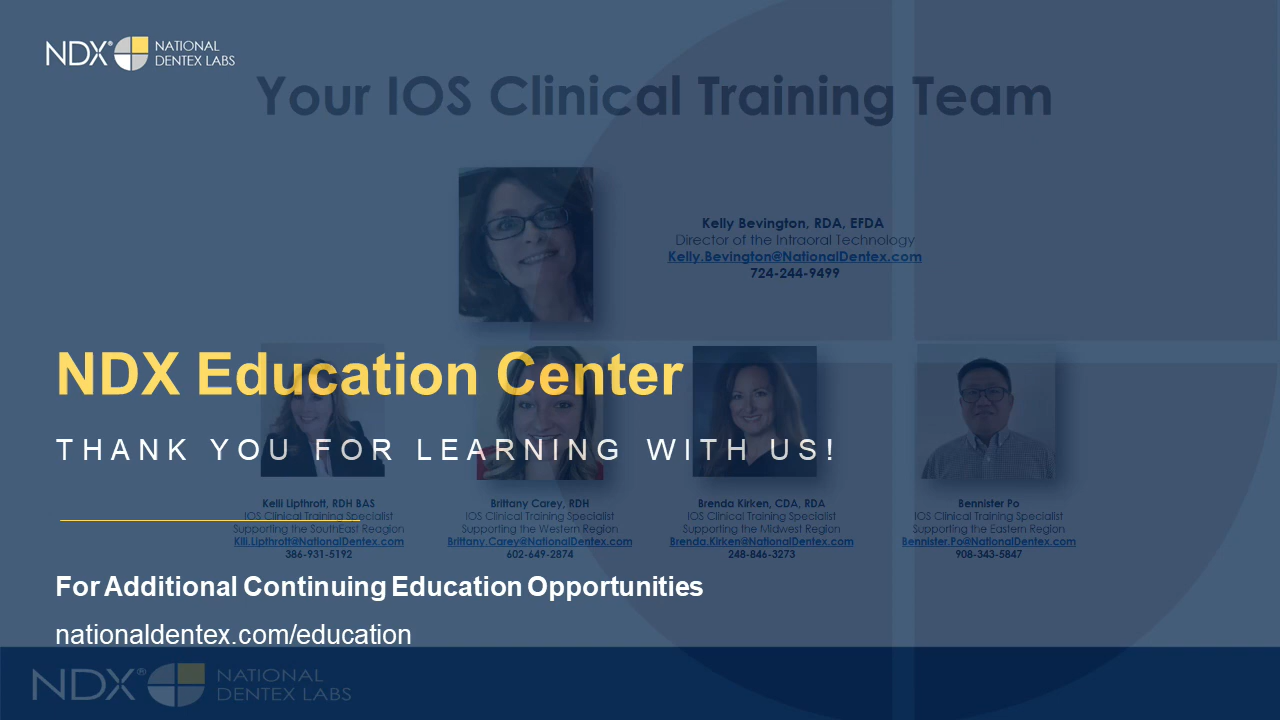 NDX® NATIONAL
DENTEX LABS
Your IOS Clinical Training Team
Kelly Bevington, RDA, EFDA
Director of the Intraoral Technology
Kelly.Bevington@NationalDentex.com
724-244-9499
NDX Education Center
THANK YOU FOR LEARNING WITH US!
Kelli Lipthrott, RDH BAS
IOS Clinical Training Specialist
Supporting the SouthEast Reagion
Killi.Lipthrott@NationalDentex.com
386-931-5192
Brittany Carey, RDH
IOS Clinical Training Specialist
Supporting the Western Region
Brittany.Carey@NationalDentex.com
602-649-2874
Brenda Kirken, CDA, RDA
IOS Clinical Training Specialist
Supporting the Midwest Region
Brenda.Kirken@NationalDentex.com
248-846-3273
Bennister Po
IOS Clinical Training Specialist
Supporting the Eastern Region
Bennister.Po@NationalDentex.com
908-343-5847
For Additional Continuing Education Opportunities
nationaldentex.com/education
NDX® NATIONAL
DENTEX LABS